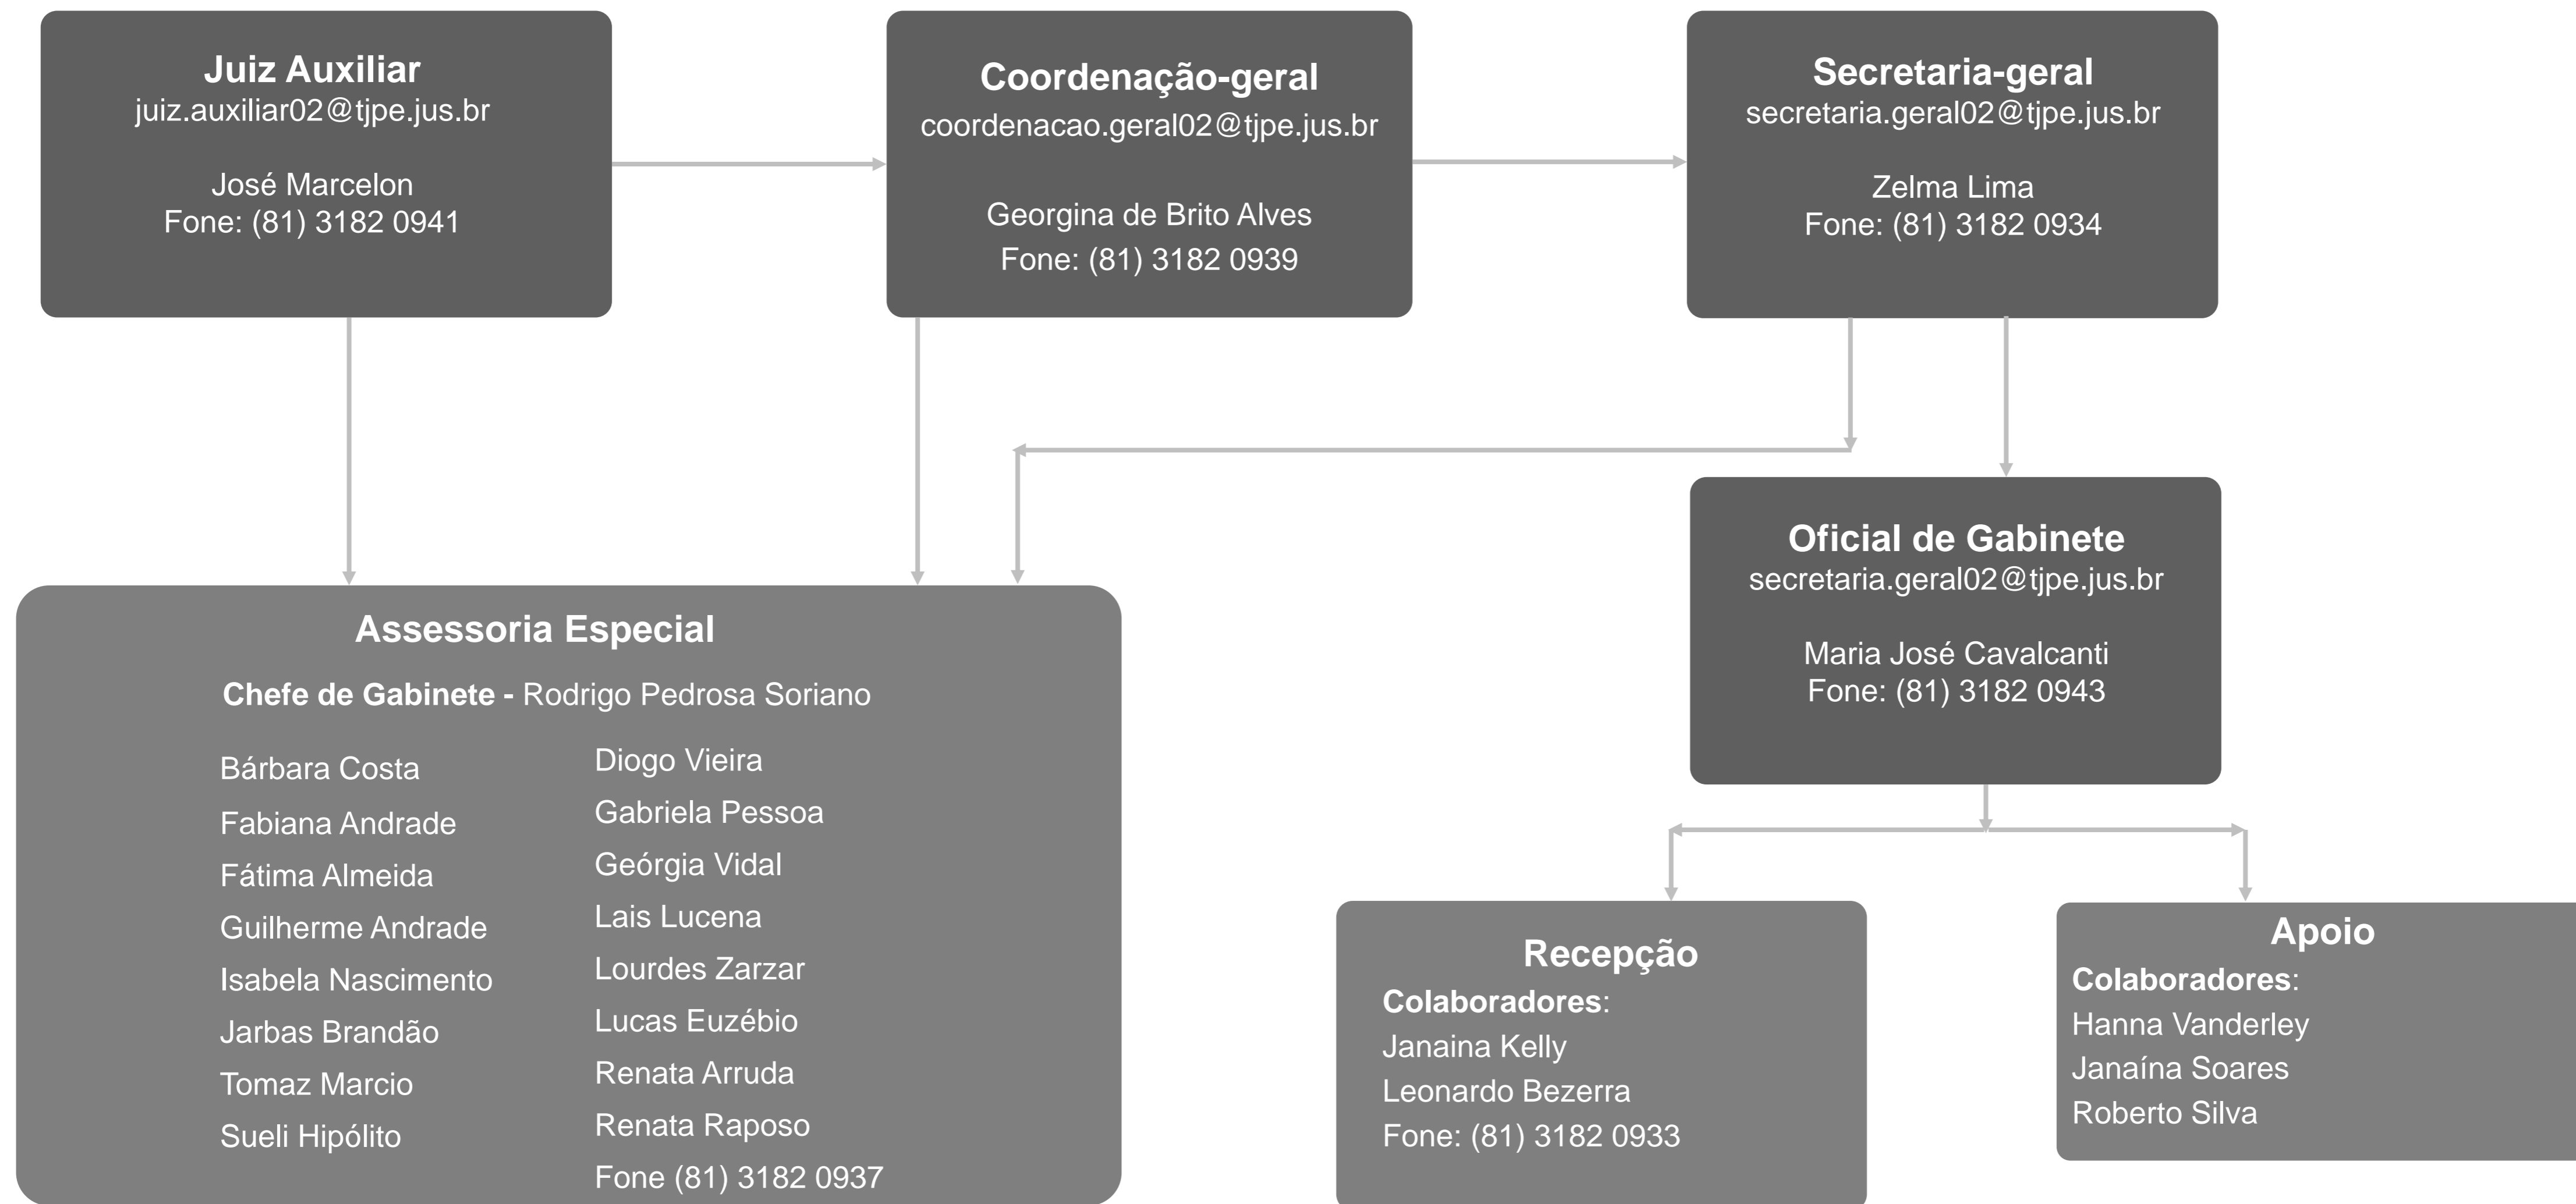 Juiz Auxiliar
juiz.auxiliar02@tjpe.jus.br
José Marcelon
Fone: (81) 3182 0941
Coordenação-geral
coordenacao.geral02@tjpe.jus.br
Georgina de Brito Alves
Fone: (81) 3182 0939
Secretaria-geral
secretaria.geral02@tjpe.jus.br
Zelma Lima
Fone: (81) 3182 0934
Oficial de Gabinete
secretaria.geral02@tjpe.jus.br
Maria José Cavalcanti
Fone: (81) 3182 0943
Assessoria Especial
Chefe de Gabinete - Rodrigo Pedrosa Soriano
Bárbara Costa
Fabiana Andrade
Fátima Almeida
Guilherme Andrade
Isabela Nascimento
Jarbas Brandão
Tomaz Marcio
Sueli Hipólito
Diogo Vieira
Gabriela Pessoa
Geórgia Vidal
Lais Lucena
Lourdes Zarzar
Lucas Euzébio
Renata Arruda
Renata Raposo
Fone (81) 3182 0937
Recepção
Colaboradores:
Janaina Kelly
Leonardo Bezerra
Fone: (81) 3182 0933
Apoio
Colaboradores:
Hanna Vanderley
Janaína Soares
Roberto Silva